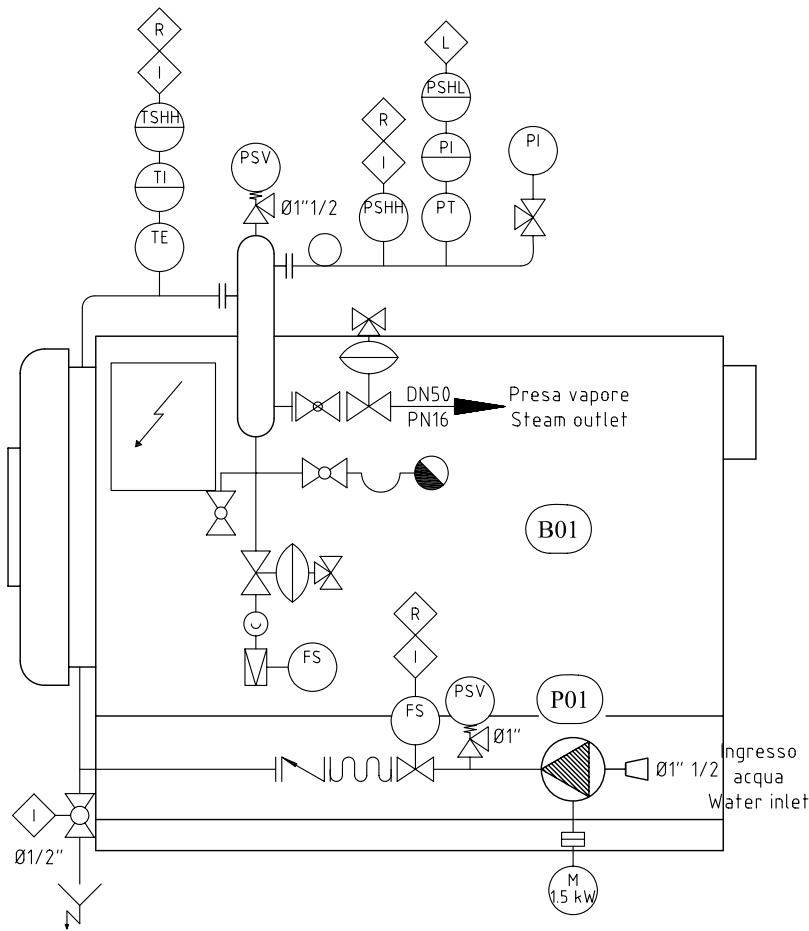 R
I
TSHH
TI
TE
PSV
Ø1"1/2
R
I
PSHH
L
PSHL
PI
PT
PI
DN50
PN16
Presa vapore
Steam outlet
B01
FS
R
I
FS
PSV
Ø1"
P01
Ø1" 1/2
Ingresso
acqua
Water inlet
I
Ø1/2"
M
1.5 kW